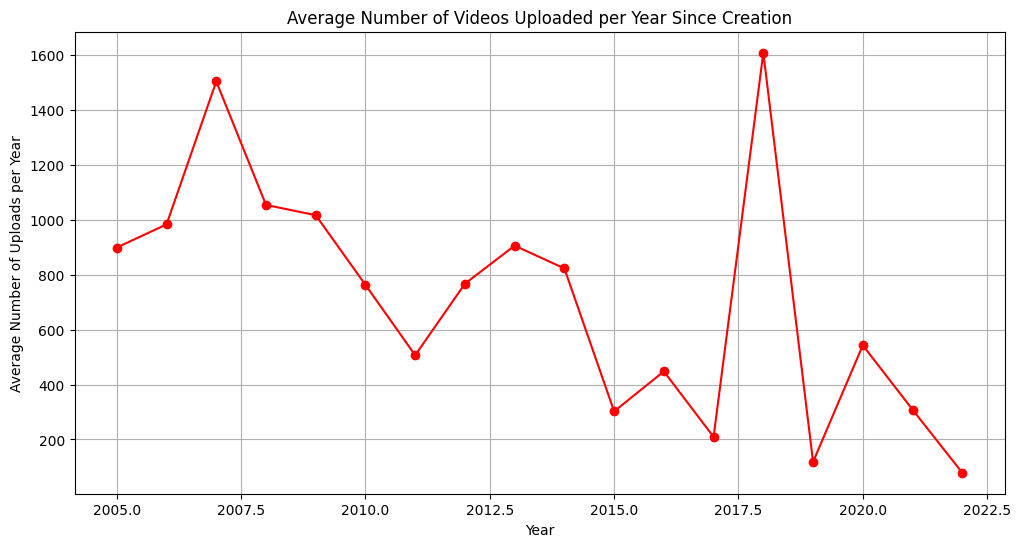 Average Number of Videos Uploaded per Year Since Creation
1600
1400
1200
1000
800
600
400
200
Average Number of Uploads per Year
2005.0 2007.5 2010.0 2012.5 2015.0 2017.5 2020.0 2022.5
Year